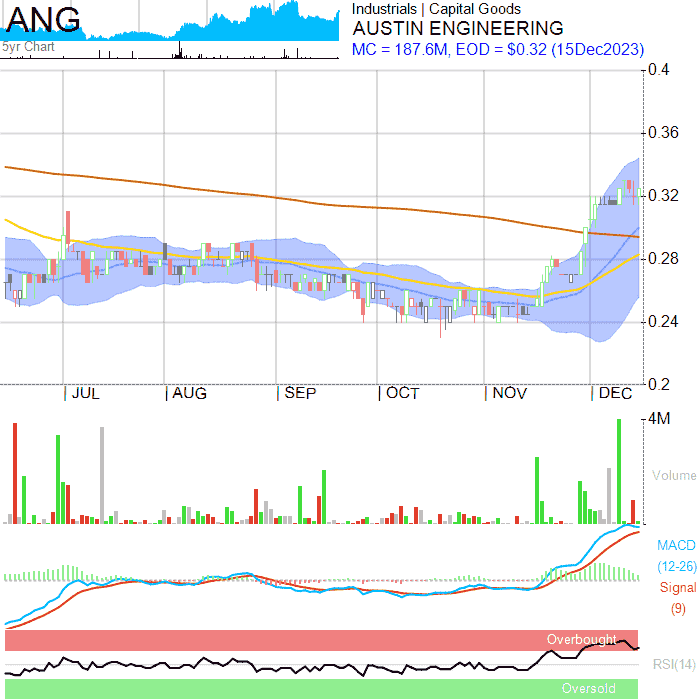 ANG
5yr Chart
Industrials | Capital Goods
AUSTIN ENGINEERING
MC = 187.6M, EOD = $0.32 (15Dec2023)
0.4
0.36
0.32
0.28
0.24
0.2
| JUL | AUG | SEP | OCT | NOV | DEC
4M
Volume
MACD
(12-26)
Signal
(9)
Overbought
RSI(14)
Oversold